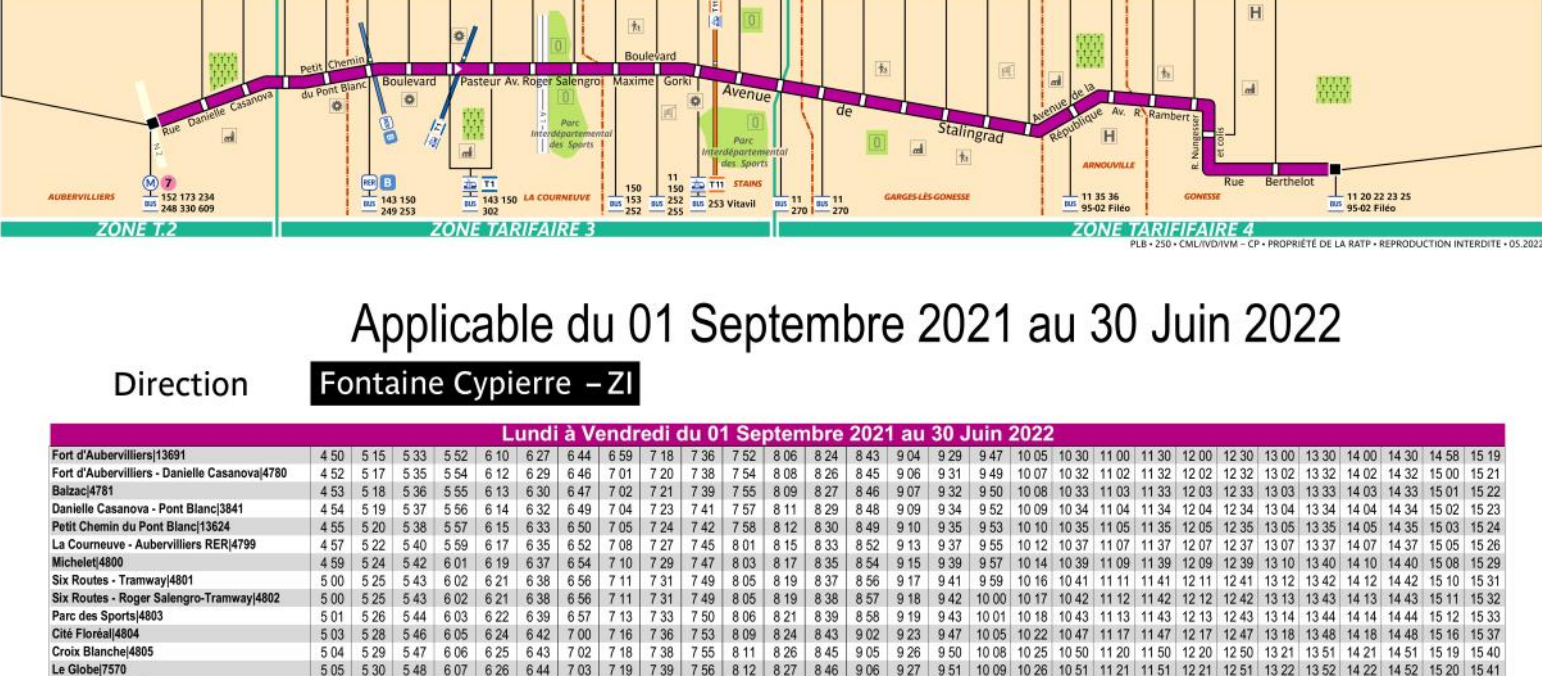 Boulevard
Petit Chemin
du Pont Blanc
Boulevard
Pasteur
Av. Roger Salengro
Maxime
Gorki
Avenue
de
Stalingrad
Avenue de la
République
Av. R. Rambert
R. Nungesser
et colis
Rue Danielle Casanova
N 2
A 1
T1
T11
Parc
Interdépartemental
des Sports
Parc
Interdépartemental
des Sports
Rue Berthelot
AUBERVILLIERS
M 7
BUS 152 173 234
248 330 609
RER B
BUS 143 150
249 253
T1
BUS 143 150
302
LA COURNEUVE
BUS 150
153
252
BUS 11
150
252
255
T11
BUS 253 Vitavil
STAINS
BUS 11
270
BUS 11
270
GARGES-LÈS-GONESSE
ARNOUVILLE
BUS 11 35 36
95-02 Filéo
GONESSE
BUS 11 20 22 23 25
95-02 Filéo
ZONE T.2
ZONE TARIFAIRE 3
ZONE TARIFIFAIRE 4
PLB • 250 • CML/IVD/IVM – CP • PROPRIÉTÉ DE LA RATP • REPRODUCTION INTERDITE • 05.2022
Applicable du 01 Septembre 2021 au 30 Juin 2022
Direction Fontaine Cypierre – ZI
Lundi à Vendredi du 01 Septembre 2021 au 30 Juin 2022
Fort d'Aubervilliers|13691 4 50 5 15 5 33 5 52 6 10 6 27 6 44 6 59 7 18 7 36 7 52 8 06 8 24 8 43 9 04 9 29 9 47 10 05 10 30 11 00 11 30 12 00 12 30 13 00 13 30 14 00 14 30 14 58 15 19
Fort d'Aubervilliers - Danielle Casanova|4780 4 52 5 17 5 35 5 54 6 12 6 29 6 46 7 01 7 20 7 38 7 54 8 08 8 26 8 45 9 06 9 31 9 49 10 07 10 32 11 02 11 32 12 02 12 32 13 02 13 32 14 02 14 32 15 00 15 21
Balzac|4781 4 53 5 18 5 36 5 55 6 13 6 30 6 47 7 02 7 21 7 39 7 55 8 09 8 27 8 46 9 07 9 32 9 50 10 08 10 33 11 03 11 33 12 03 12 33 13 03 13 33 14 03 14 33 15 01 15 22
Danielle Casanova - Pont Blanc|3841 4 54 5 19 5 37 5 56 6 14 6 32 6 49 7 04 7 23 7 41 7 57 8 11 8 29 8 48 9 09 9 34 9 52 10 09 10 34 11 04 11 34 12 04 12 34 13 04 13 34 14 04 14 34 15 02 15 23
Petit Chemin du Pont Blanc|13624 4 55 5 20 5 38 5 57 6 15 6 33 6 50 7 05 7 24 7 42 7 58 8 12 8 30 8 49 9 10 9 35 9 53 10 10 10 35 11 05 11 35 12 05 12 35 13 05 13 35 14 05 14 35 15 03 15 24
La Courneuve - Aubervilliers RER|4799 4 57 5 22 5 40 5 59 6 17 6 35 6 52 7 08 7 27 7 45 8 01 8 15 8 33 8 52 9 13 9 37 9 55 10 12 10 37 11 07 11 37 12 07 12 37 13 07 13 37 14 07 14 37 15 05 15 26
Michelet|4800 4 59 5 24 5 42 6 01 6 19 6 37 6 54 7 10 7 29 7 47 8 03 8 17 8 35 8 54 9 15 9 39 9 57 10 14 10 39 11 09 11 39 12 09 12 39 13 10 13 40 14 10 14 40 15 08 15 29
Six Routes - Tramway|4801 5 00 5 25 5 43 6 02 6 21 6 38 6 56 7 11 7 31 7 49 8 05 8 19 8 37 8 56 9 17 9 41 9 59 10 16 10 41 11 11 11 41 12 11 12 41 13 12 13 42 14 12 14 42 15 10 15 31
Six Routes - Roger Salengro-Tramway|4802 5 00 5 25 5 43 6 02 6 21 6 38 6 56 7 11 7 31 7 49 8 05 8 19 8 38 8 57 9 18 9 42 10 00 10 17 10 42 11 12 11 42 12 12 12 42 13 13 13 43 14 13 14 43 15 11 15 32
Parc des Sports|4803 5 01 5 26 5 44 6 03 6 22 6 39 6 57 7 13 7 33 7 50 8 06 8 21 8 39 8 58 9 19 9 43 10 01 10 18 10 43 11 13 11 43 12 13 12 43 13 14 13 44 14 14 14 44 15 12 15 33
Cité Floréal|4804 5 03 5 28 5 46 6 05 6 24 6 42 7 00 7 16 7 36 7 53 8 09 8 24 8 43 9 02 9 23 9 47 10 05 10 22 10 47 11 17 11 47 12 17 12 47 13 18 13 48 14 18 14 48 15 16 15 37
Croix Blanche|4805 5 04 5 29 5 47 6 06 6 25 6 43 7 02 7 18 7 38 7 55 8 11 8 26 8 45 9 05 9 26 9 50 10 08 10 25 10 50 11 20 11 50 12 20 12 50 13 21 13 51 14 21 14 51 15 19 15 40
Le Globe|7570 5 05 5 30 5 48 6 07 6 26 6 44 7 03 7 19 7 39 7 56 8 12 8 27 8 46 9 06 9 27 9 51 10 09 10 26 10 51 11 21 11 51 12 21 12 51 13 22 13 52 14 22 14 52 15 20 15 41